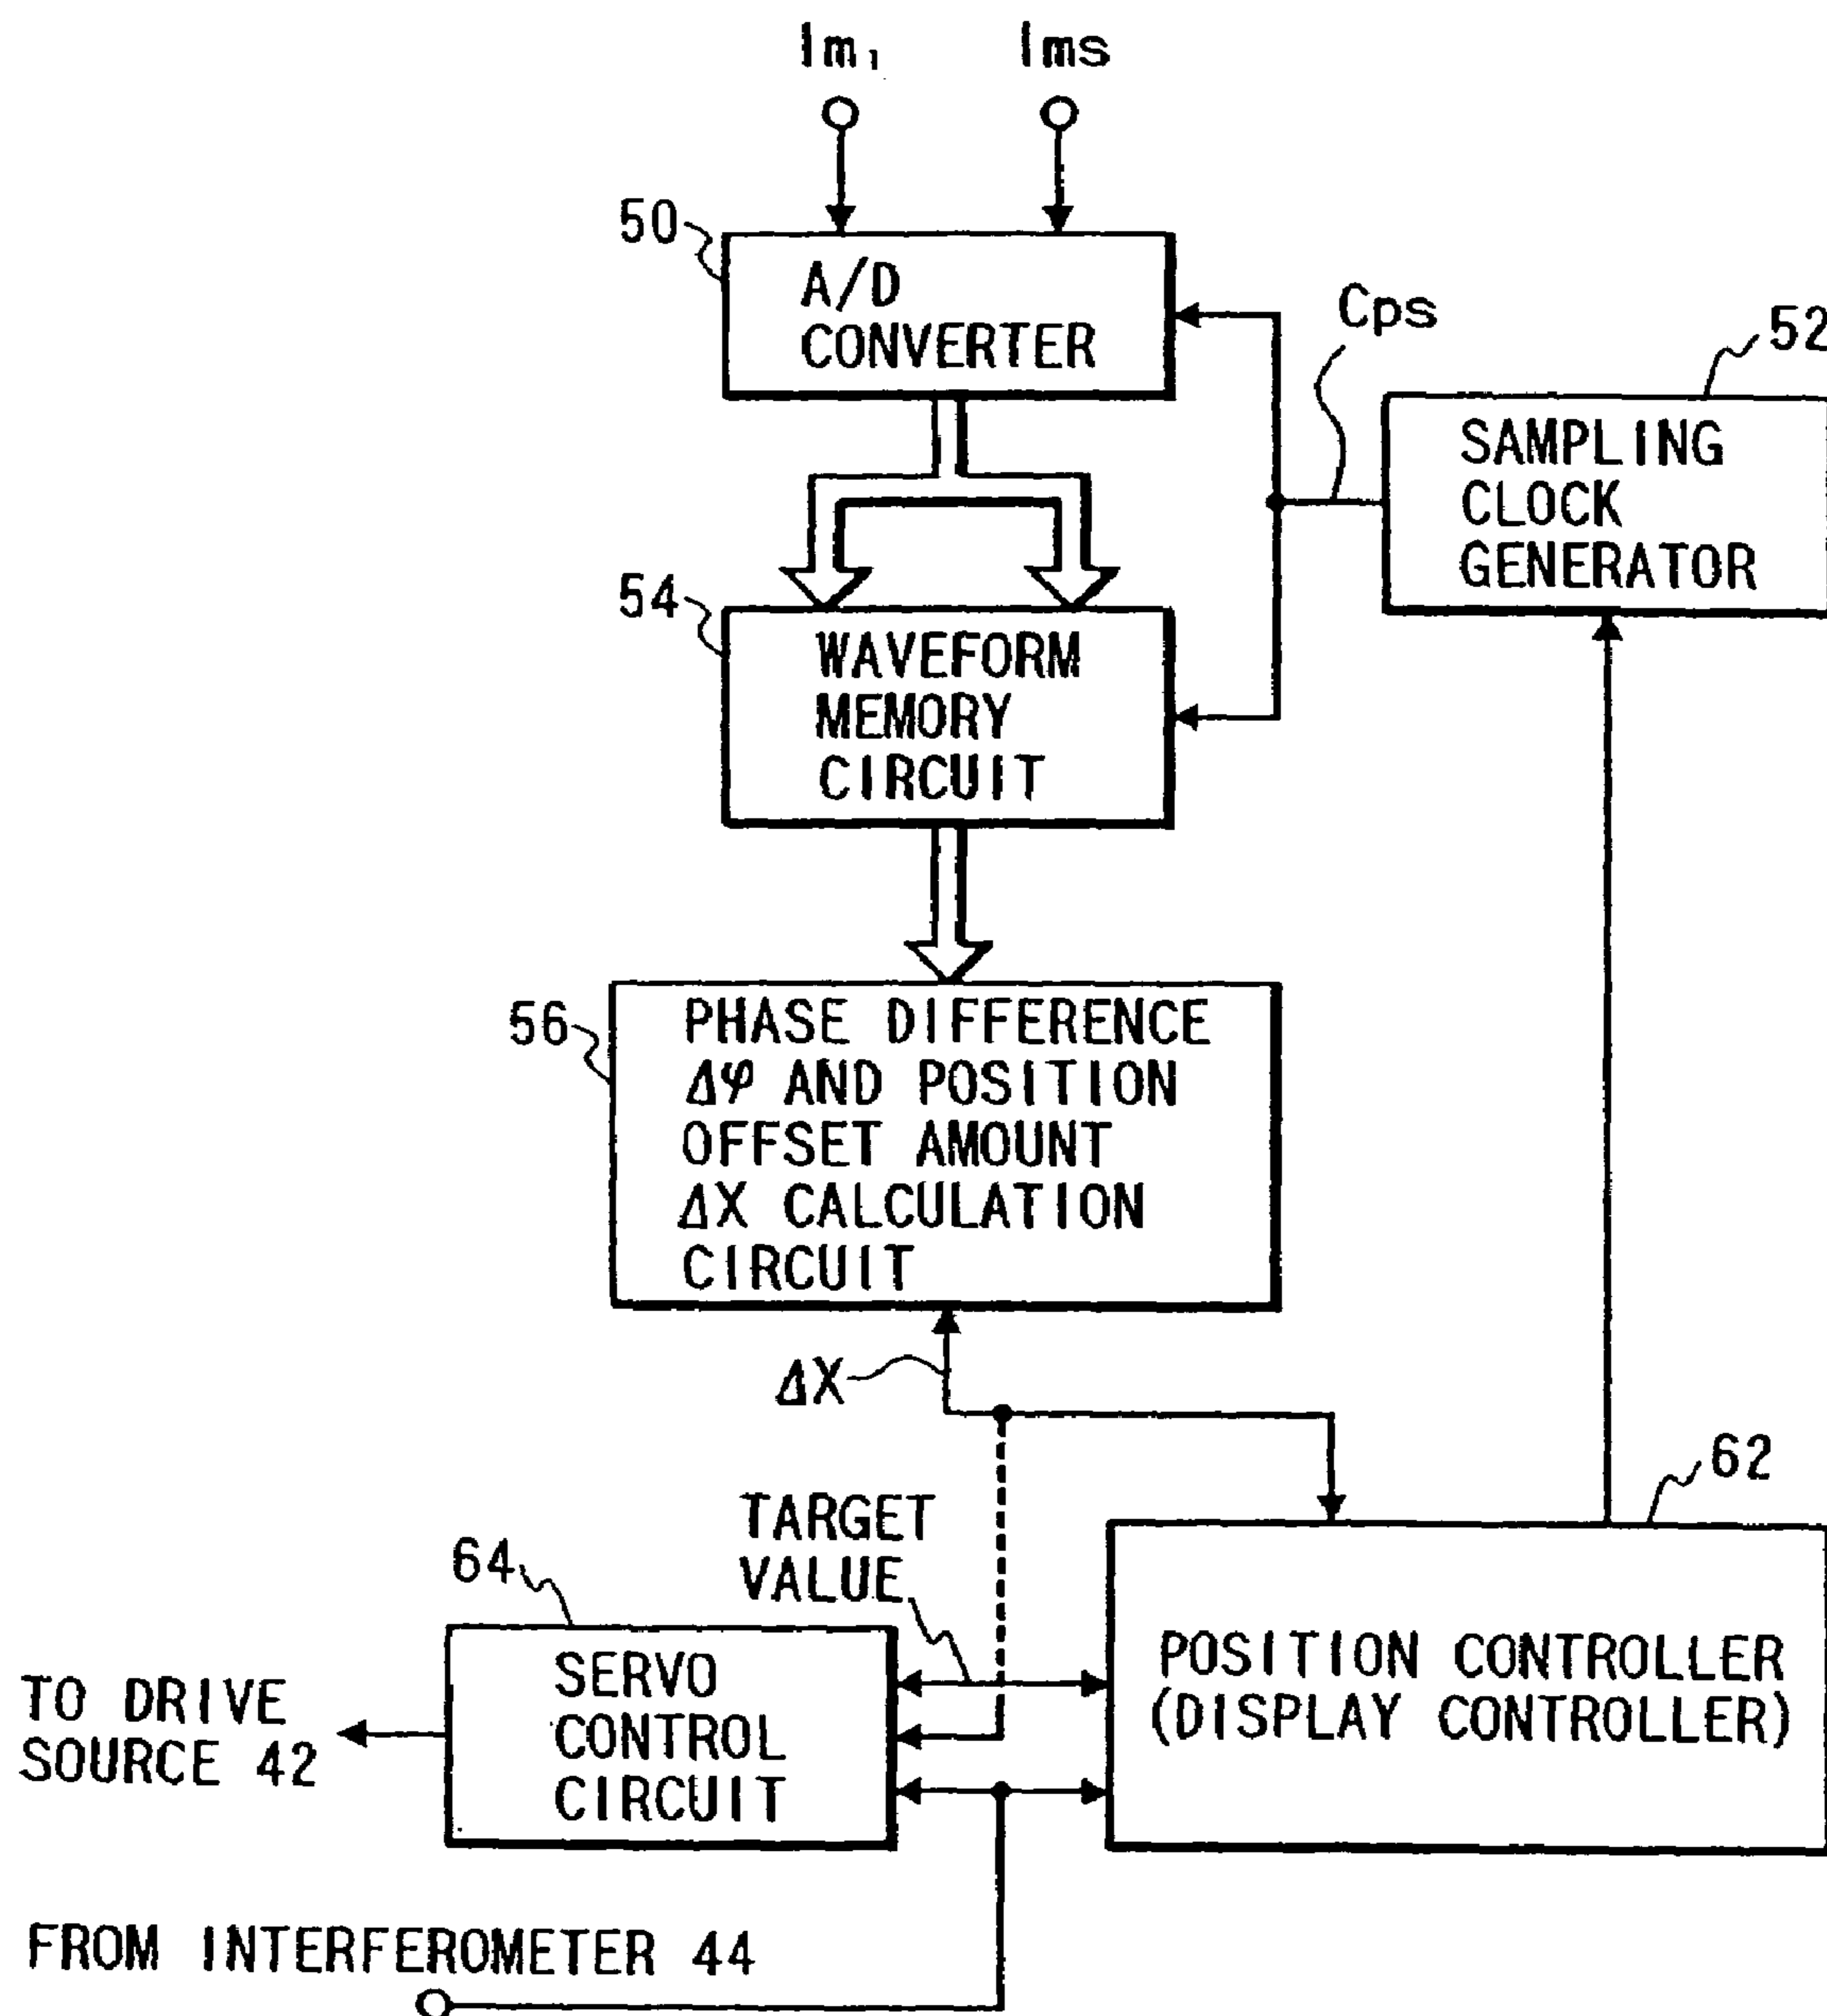 Im₁ Ims
50
A/D
CONVERTER
Cps
52
SAMPLING
CLOCK
GENERATOR
54
WAVEFORM
MEMORY
CIRCUIT
56
PHASE DIFFERENCE
Δφ AND POSITION
OFFSET AMOUNT
ΔX CALCULATION
CIRCUIT
ΔX
62
TARGET
VALUE
64
SERVO
CONTROL
CIRCUIT
POSITION CONTROLLER
(DISPLAY CONTROLLER)
TO DRIVE
SOURCE 42
FROM INTERFEROMETER 44